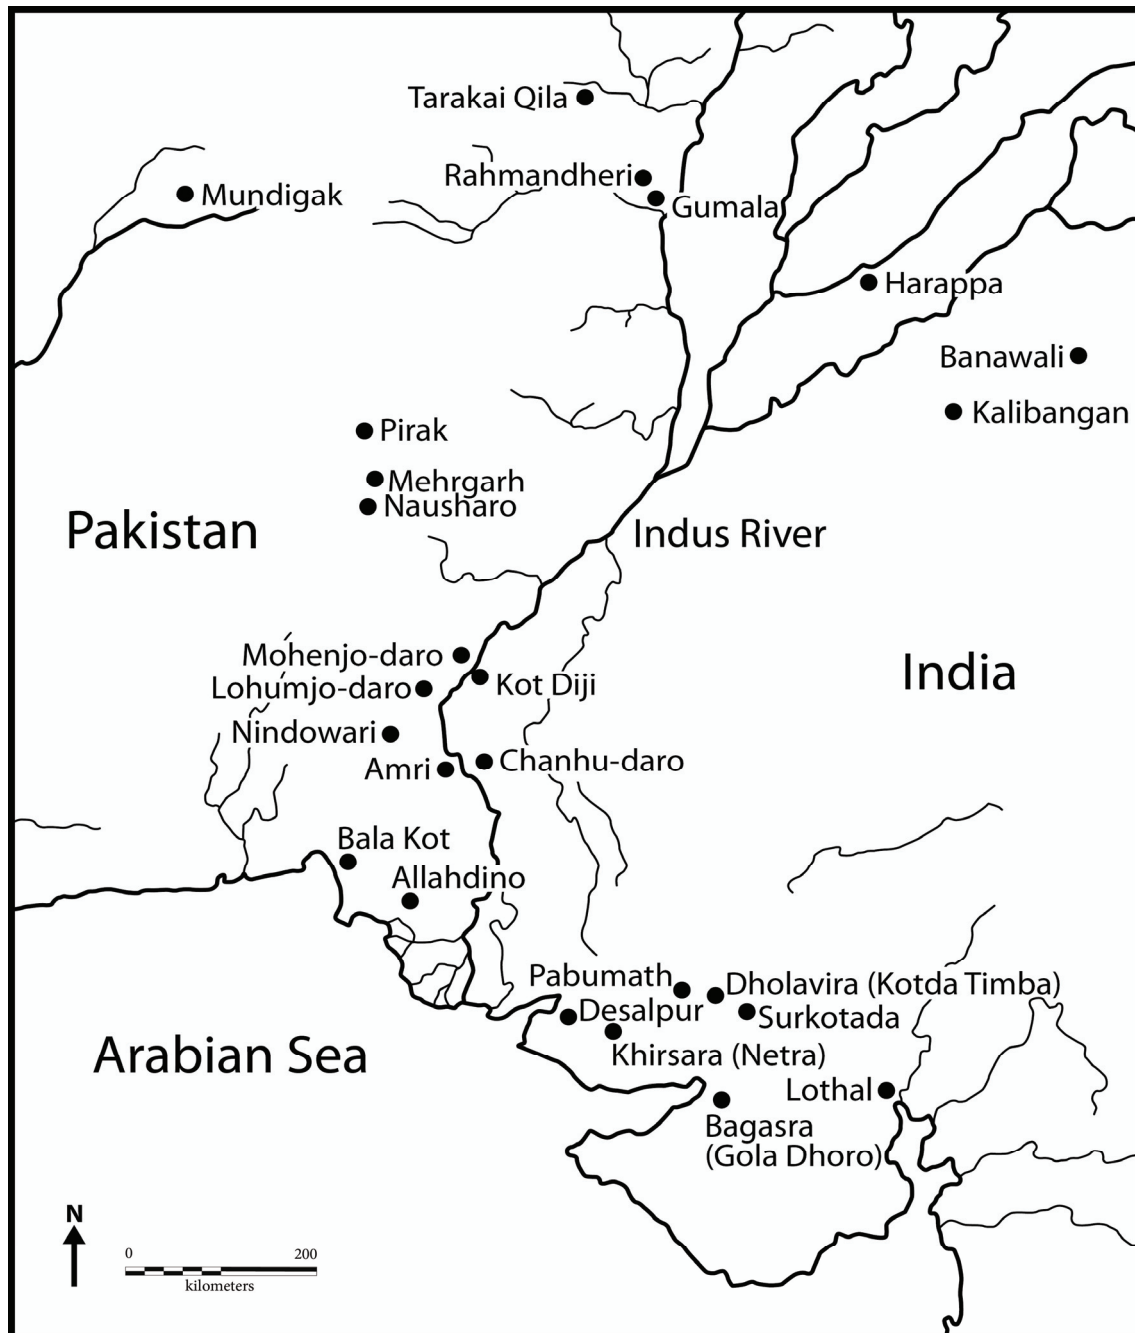 Tarakai Qila
Rahmandheri
Mundigak
Gumala
Harappa
Banawali
Kalibangan
Pirak
Mehrgarh
Nausharo
Pakistan
Indus River
Mohenjo-daro
Lohumjo-daro
Kot Diji
India
Nindowari
Amri
Chanhu-daro
Bala Kot
Allahdino
Pabumath
Dholavira (Kotda Timba)
Desalpur
Surkotada
Arabian Sea
Khirsara (Netra)
Lothal
Bagasra
(Gola Dhoro)
N
0 200
kilometers